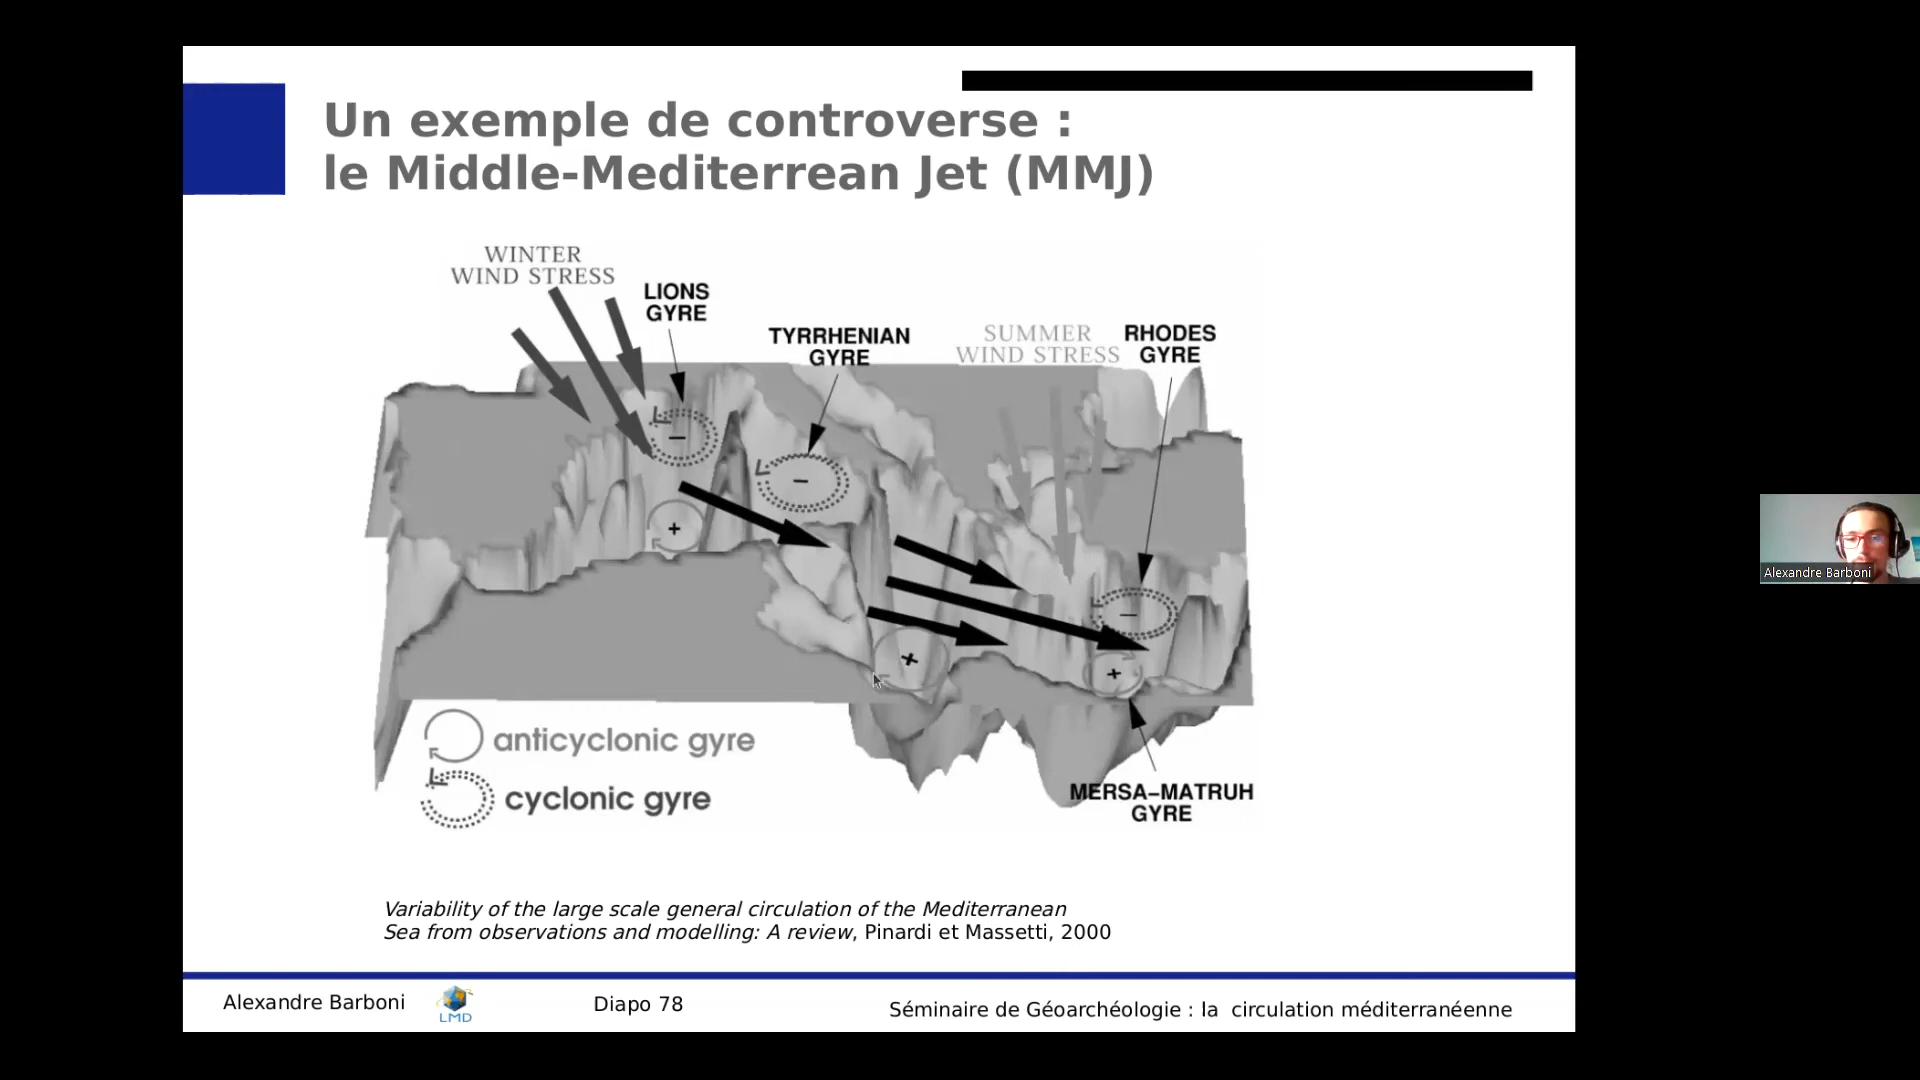 Un exemple de controverse :
le Middle-Mediterrean Jet (MMJ)
WINTER
WIND STRESS
LIONS
GYRE
TYRRHENIAN
GYRE
SUMMER
WIND STRESS
RHODES
GYRE
anticyclonic gyre
cyclonic gyre
MERSA–MATRUH
GYRE
Variability of the large scale general circulation of the Mediterranean
Sea from observations and modelling: A review, Pinardi et Massetti, 2000
Alexandre Barboni
LMD
Diapo 78
Séminaire de Géoarchéologie : la circulation méditerranéenne
Alexandre Barboni